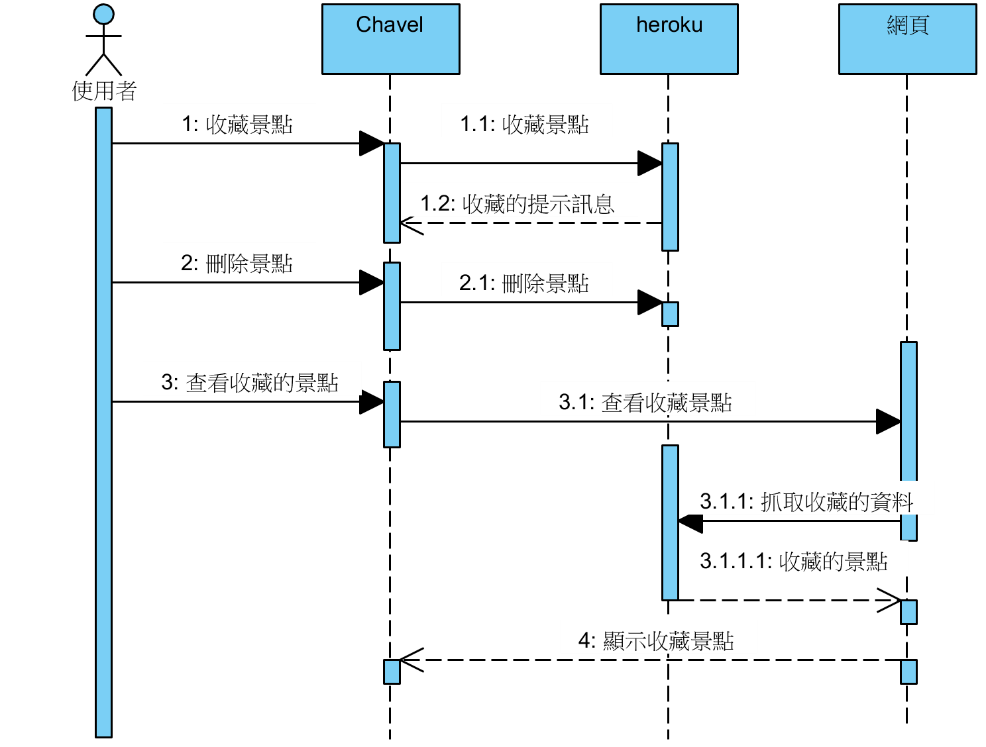 Chavel
heroku
網頁
使用者
1: 收藏景點
1.1: 收藏景點
1.2: 收藏的提示訊息
2: 刪除景點
2.1: 刪除景點
3: 查看收藏的景點
3.1: 查看收藏景點
3.1.1: 抓取收藏的資料
3.1.1.1: 收藏的景點
4: 顯示收藏景點